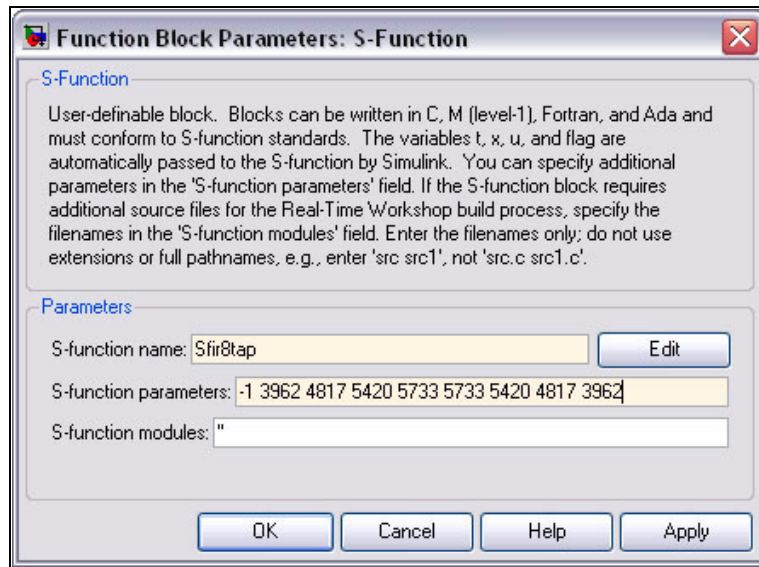 Function Block Parameters: S-Function
S-Function
User-definable block.  Blocks can be written in C, M (level-1), Fortran, and Ada and
must conform to S-function standards.  The variables t, x, u, and flag are
automatically passed to the S-function by Simulink.  You can specify additional
parameters in the 'S-function parameters' field. If the S-function block requires
additional source files for the Real-Time Workshop build process, specify the
filenames in the 'S-function modules' field. Enter the filenames only; do not use
extensions or full pathnames, e.g., enter 'src src1', not 'src.c src1.c'.
Parameters
S-function name: Sfir8tap Edit
S-function parameters: -1 3962 4817 5420 5733 5733 5420 4817 3962
S-function modules: ''
OK Cancel Help Apply